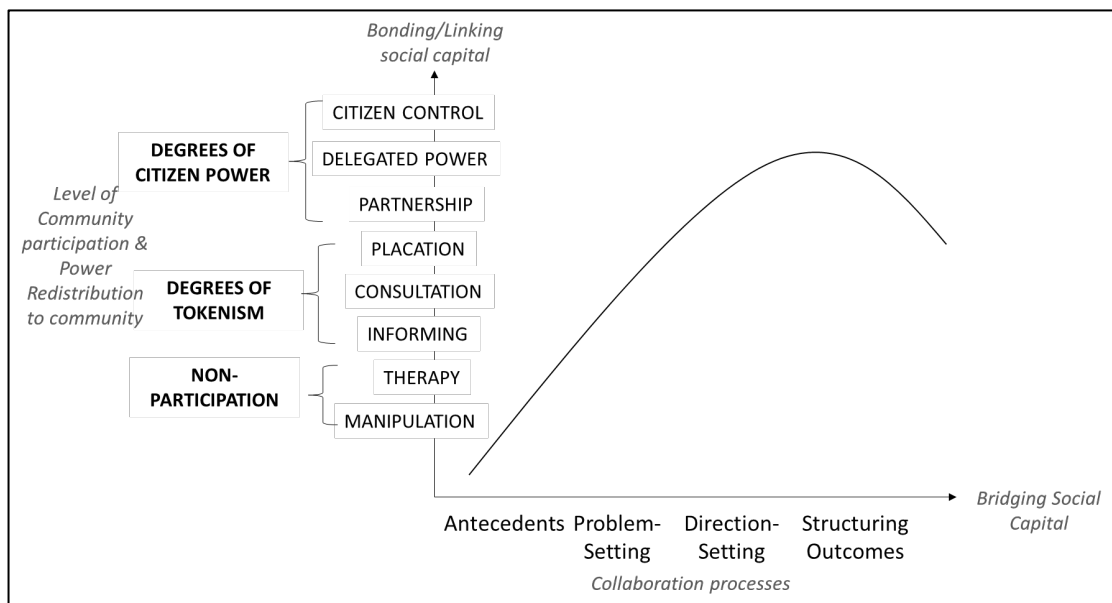 Bonding/Linking
social capital
CITIZEN CONTROL
DEGREES OF
CITIZEN POWER
DELEGATED POWER
PARTNERSHIP
Level of
Community
participation &
Power
Redistribution
to community
PLACATION
DEGREES OF
TOKENISM
CONSULTATION
INFORMING
NON-
PARTICIPATION
THERAPY
MANIPULATION
Bridging Social
Capital
Antecedents
Problem-
Setting
Direction-
Setting
Structuring
Outcomes
Collaboration processes